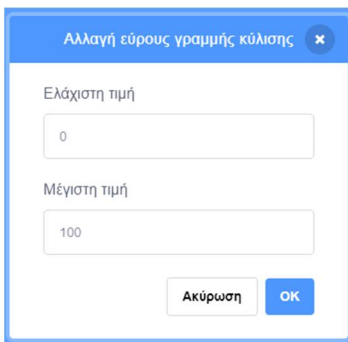 Αλλαγή εύρους γραμμής κύλισης
Ελάχιστη τιμή
0
Μέγιστη τιμή
100
Ακύρωση OK